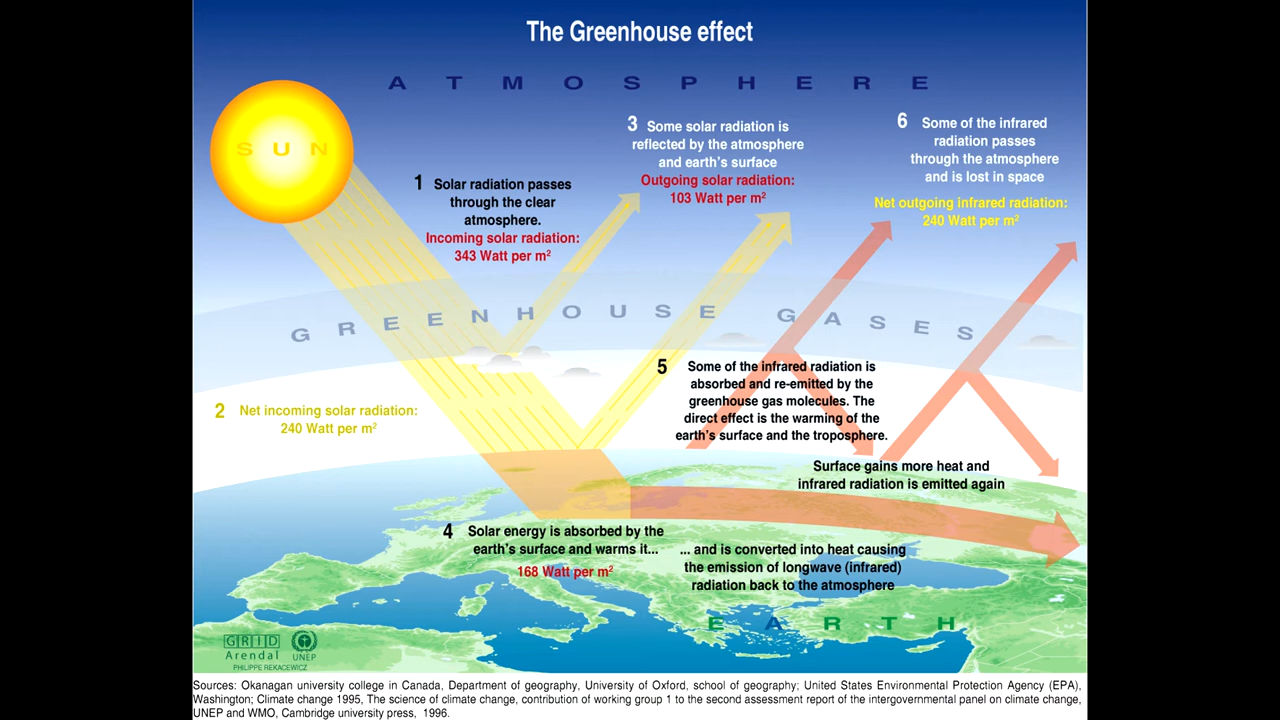 The Greenhouse effect
A T M O S P H E R E
S U N
1 Solar radiation passes
through the clear
atmosphere.
Incoming solar radiation:
343 Watt per m²
3 Some solar radiation is
reflected by the atmosphere
and earth's surface
Outgoing solar radiation:
103 Watt per m²
6 Some of the infrared
radiation passes
through the atmosphere
and is lost in space
Net outgoing infrared radiation:
240 Watt per m²
G R E E N H O U S E G A S E S
2 Net incoming solar radiation:
240 Watt per m²
5 Some of the infrared radiation is
absorbed and re-emitted by the
greenhouse gas molecules. The
direct effect is the warming of the
earth's surface and the troposphere.
Surface gains more heat and
infrared radiation is emitted again
4 Solar energy is absorbed by the
earth's surface and warms it...
168 Watt per m²
... and is converted into heat causing
the emission of longwave (infrared)
radiation back to the atmosphere
E A R T H
GRID
Arendal UNEP
PHILIPPE REKACEWICZ
Sources: Okanagan university college in Canada, Department of geography, University of Oxford, school of geography; United States Environmental Protection Agency (EPA),
Washington; Climate change 1995, The science of climate change, contribution of working group 1 to the second assessment report of the intergovernmental panel on climate change,
UNEP and WMO, Cambridge university press, 1996.